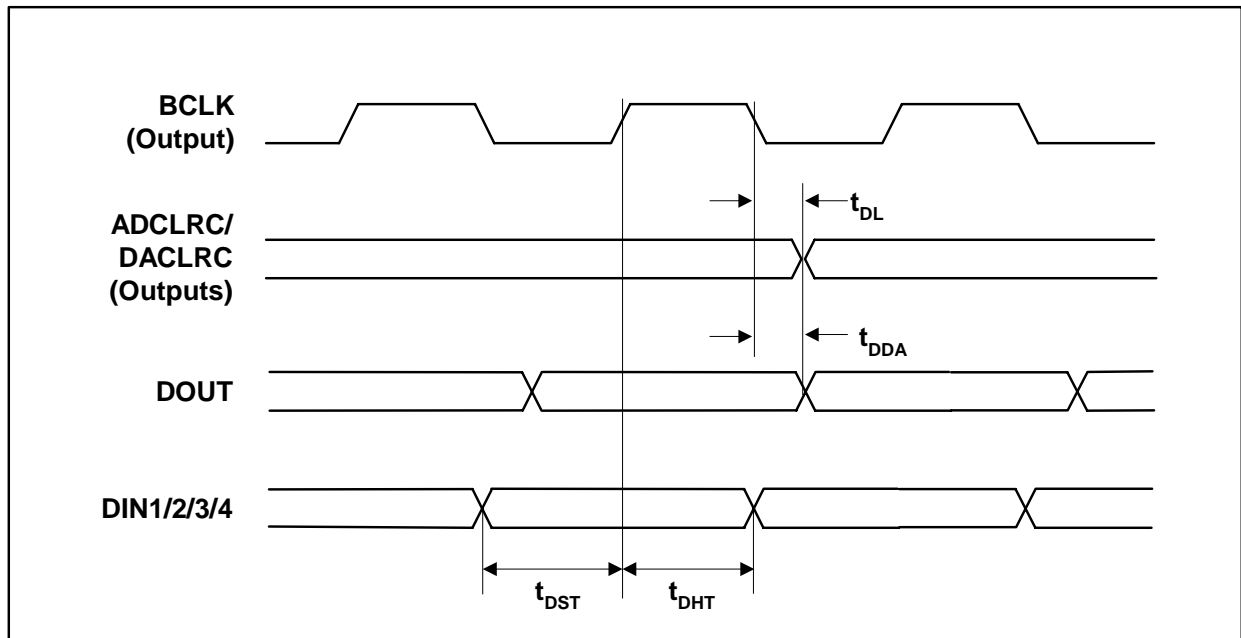 BCLK
(Output)
ADCLRC/
DACLRC
(Outputs)
tDL
tDDA
DOUT
DIN1/2/3/4
tDST
tDHT